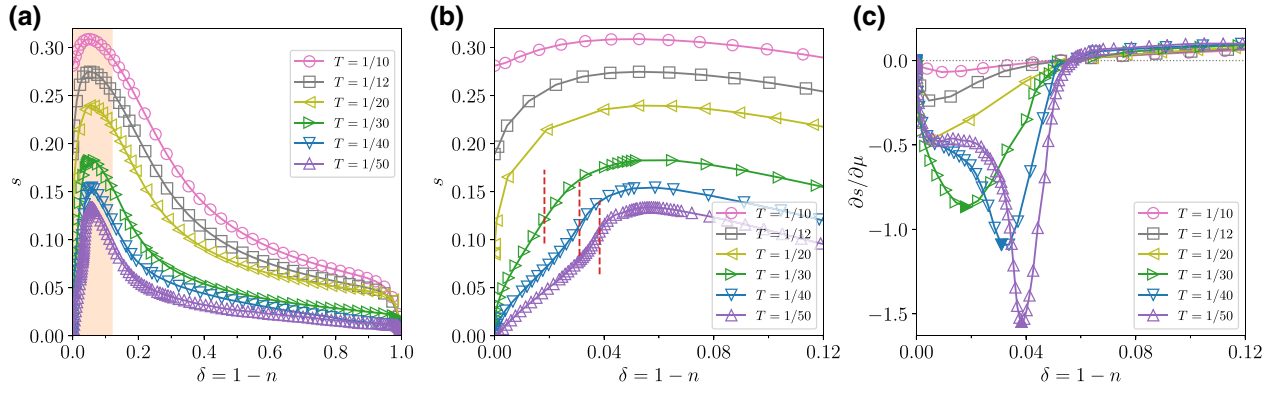 (a)
0.30
0.25
0.20
0.15
0.10
0.05
0.00
s
0.0 0.2 0.4 0.6 0.8 1.0
δ = 1 − n
T = 1/10
T = 1/12
T = 1/20
T = 1/30
T = 1/40
T = 1/50
(b)
0.30
0.25
0.20
0.15
0.10
0.05
0.00
s
0.00 0.04 0.08 0.12
δ = 1 − n
T = 1/10
T = 1/12
T = 1/20
T = 1/30
T = 1/40
T = 1/50
(c)
0.0
−0.5
−1.0
−1.5
∂s/∂μ
0.00 0.04 0.08 0.12
δ = 1 − n
T = 1/10
T = 1/12
T = 1/20
T = 1/30
T = 1/40
T = 1/50